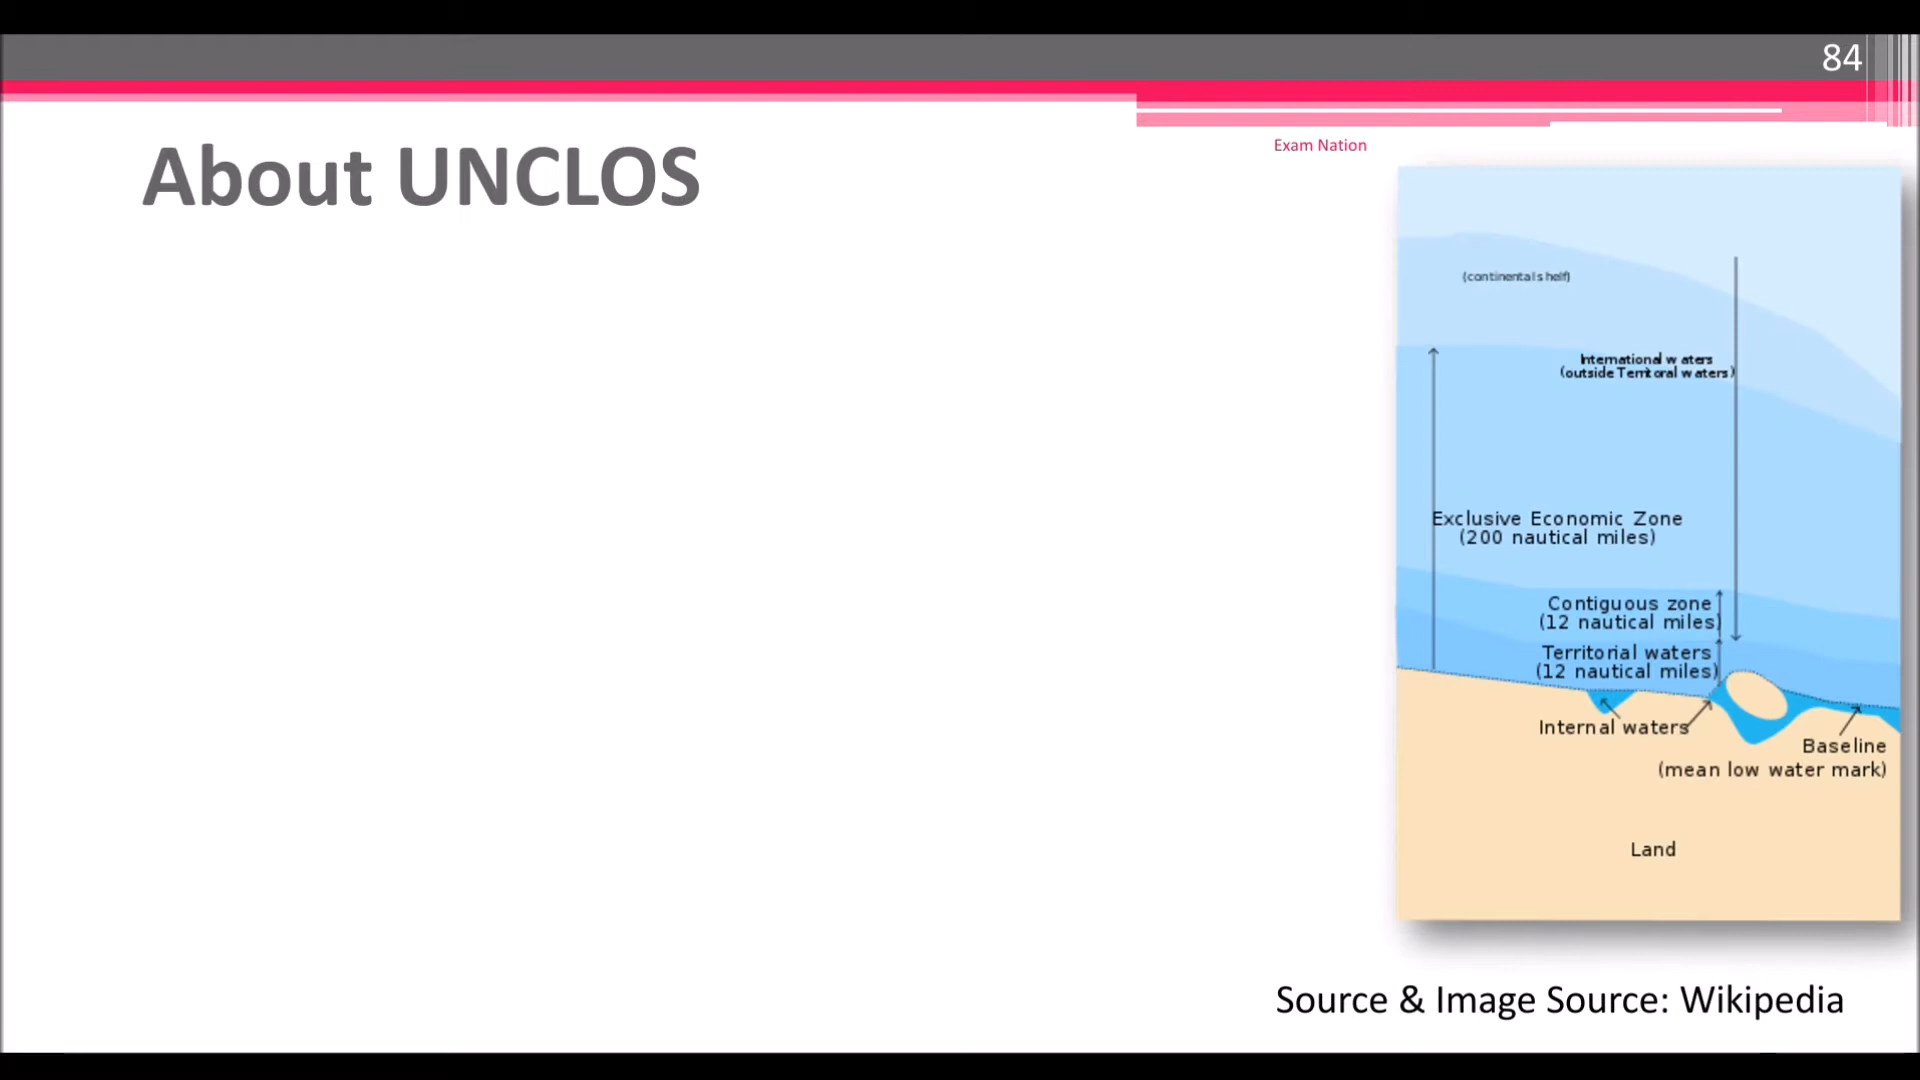 84
Exam Nation
About UNCLOS
(continental shelf)
International waters
(outside Territoral waters)
Exclusive Economic Zone
(200 nautical miles)
Contiguous zone
(12 nautical miles)
Territorial waters
(12 nautical miles)
Internal waters
Baseline
(mean low water mark)
Land
Source & Image Source: Wikipedia